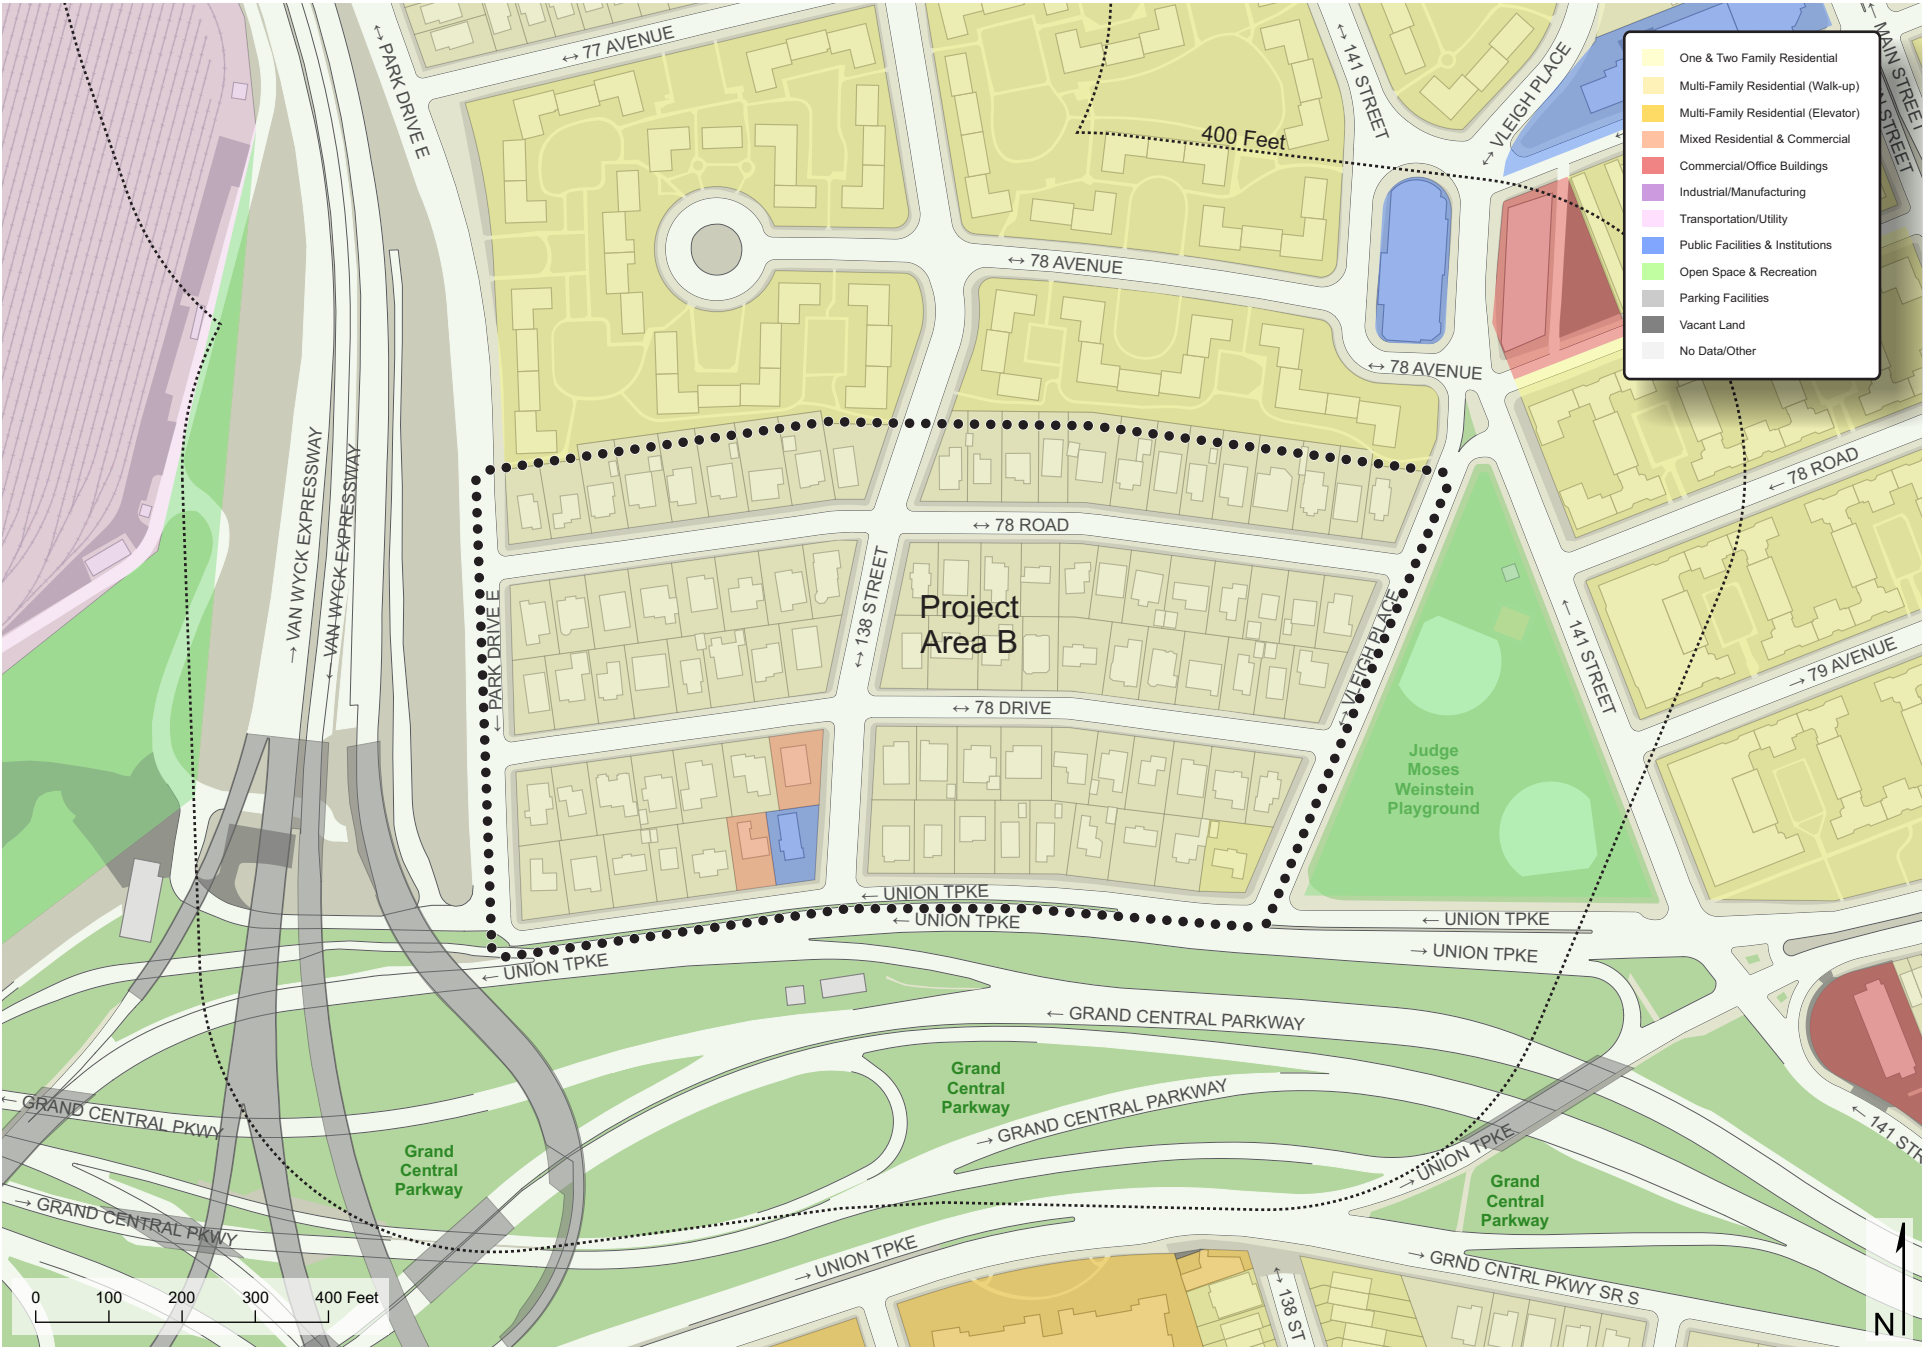 ↔ 77 AVENUE
↔ PARK DRIVE E
↔ 141 STREET
↔ VLEIGH PLACE
← MAIN STREET
N STREET
400 Feet
One & Two Family Residential
Multi-Family Residential (Walk-up)
Multi-Family Residential (Elevator)
Mixed Residential & Commercial
Commercial/Office Buildings
Industrial/Manufacturing
Transportation/Utility
Public Facilities & Institutions
Open Space & Recreation
Parking Facilities
Vacant Land
No Data/Other
↔ 78 AVENUE
↔ 78 AVENUE
← 78 ROAD
→ VAN WYCK EXPRESSWAY
← VAN WYCK EXPRESSWAY
↔ 78 ROAD
← PARK DRIVE E
↔ 138 STREET
Project
Area B
↔ VLEIGH PLACE
← 141 STREET
→ 79 AVENUE
↔ 78 DRIVE
Judge
Moses
Weinstein
Playground
← UNION TPKE
← UNION TPKE
← UNION TPKE
→ UNION TPKE
← UNION TPKE
← GRAND CENTRAL PARKWAY
Grand
Central
Parkway
→ GRAND CENTRAL PARKWAY
← GRAND CENTRAL PKWY
Grand
Central
Parkway
→ UNION TPKE
← 141 STR
Grand
Central
Parkway
→ GRAND CENTRAL PKWY
→ UNION TPKE
→ GRND CNTRL PKWY SR S
↔ 138 ST
0 100 200 300 400 Feet
N